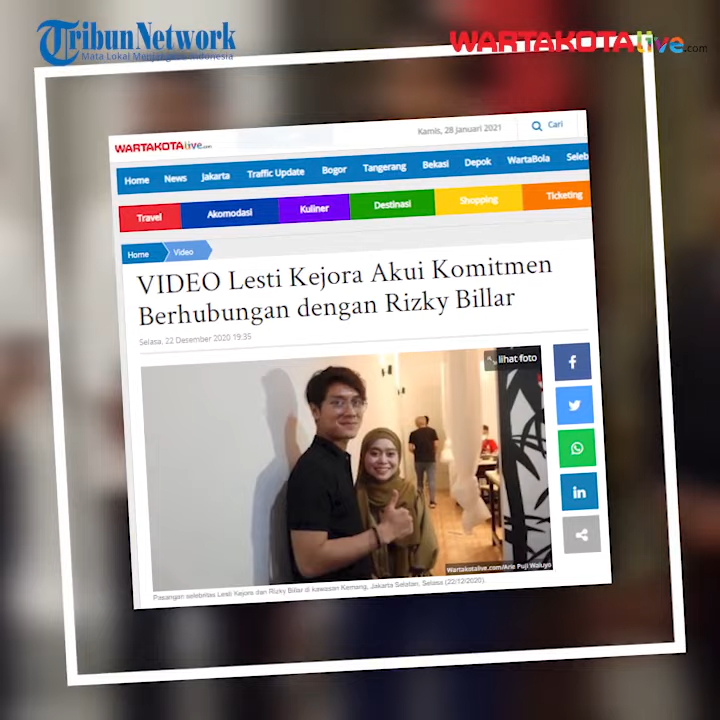 TribunNetwork
Mata Lokal Menjangkau Indonesia
WARTAKOTAlive.com
WARTAKOTAlive.com
Kamis, 28 Januari 2021
Cari
Home News Jakarta Traffic Update Bogor Tangerang Bekasi Depok WartaBola Seleb
Travel Akomodasi Kuliner Destinasi Shopping Ticketing
Home Video
VIDEO Lesti Kejora Akui Komitmen
Berhubungan dengan Rizky Billar
Selasa, 22 Desember 2020 19:35
lihat foto
Wartakotalive.com/Arie Puji Waluyo
Pasangan selebritas Lesti Kejora dan Rizky Billar di kawasan Kemang, Jakarta Selatan, Selasa (22/12/2020).